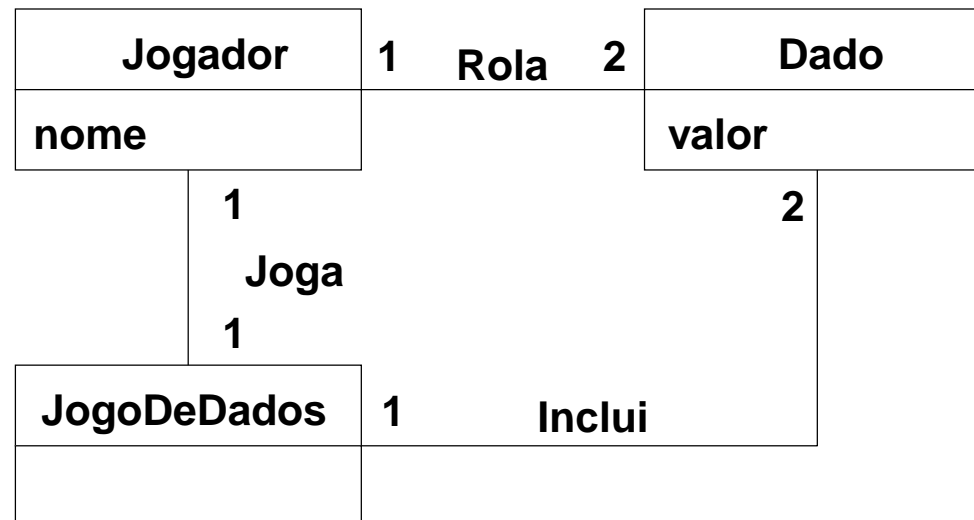 Jogador 1 Rola 2 Dado
nome valor
1 2
Joga
1
JogoDeDados 1 Inclui